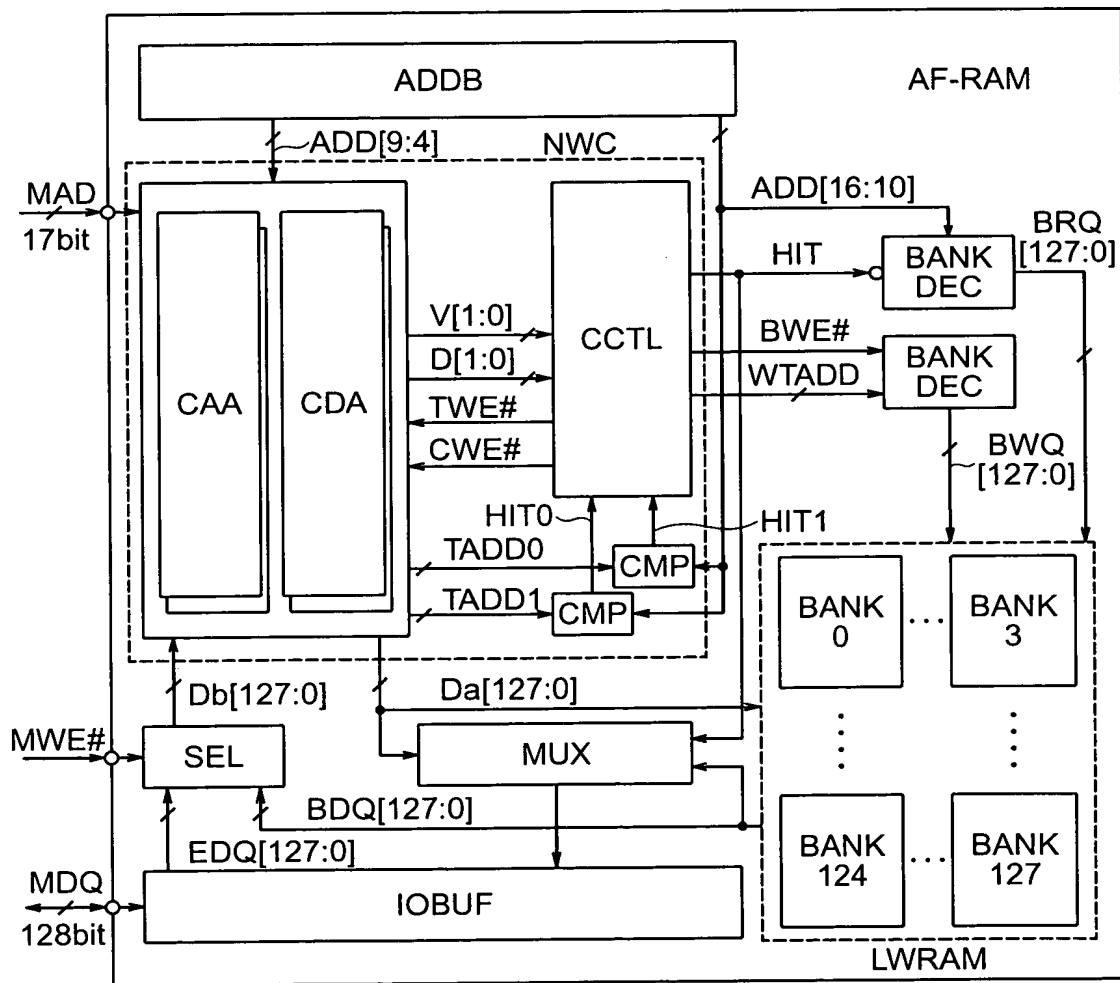 ADDB
AF-RAM
ADD[9:4]
NWC
MAD
17bit
ADD[16:10]
BRQ
[127:0]
HIT
BANK
DEC
V[1:0]
CCTL
BWE#
D[1:0]
WTADD
BANK
DEC
CAA
CDA
TWE#
CWE#
BWQ
[127:0]
HIT0
HIT1
TADD0
CMP
TADD1
CMP
BANK
0
...
BANK
3
Db[127:0]
Da[127:0]
MWE#
SEL
MUX
BDQ[127:0]
EDQ[127:0]
BANK
124
...
BANK
127
MDQ
128bit
IOBUF
LWRAM